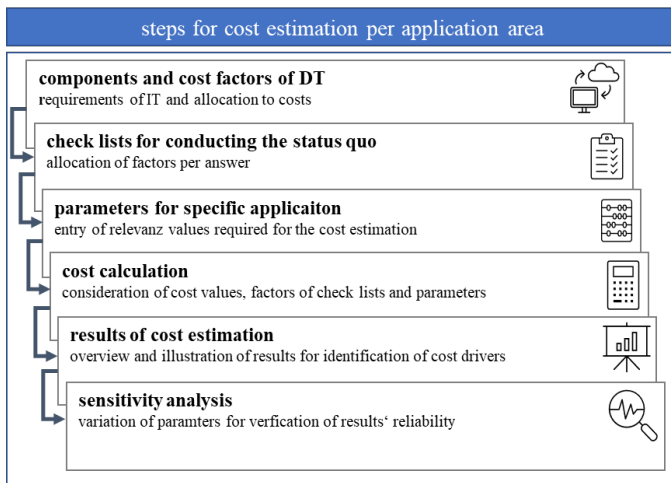 steps for cost estimation per application area
components and cost factors of DT
requirements of IT and allocation to costs
check lists for conducting the status quo
allocation of factors per answer
parameters for specific applicaiton
entry of relevanz values required for the cost estimation
cost calculation
consideration of cost values, factors of check lists and parameters
results of cost estimation
overview and illustration of results for identification of cost drivers
sensitivity analysis
variation of paramters for verfication of results‘ reliability